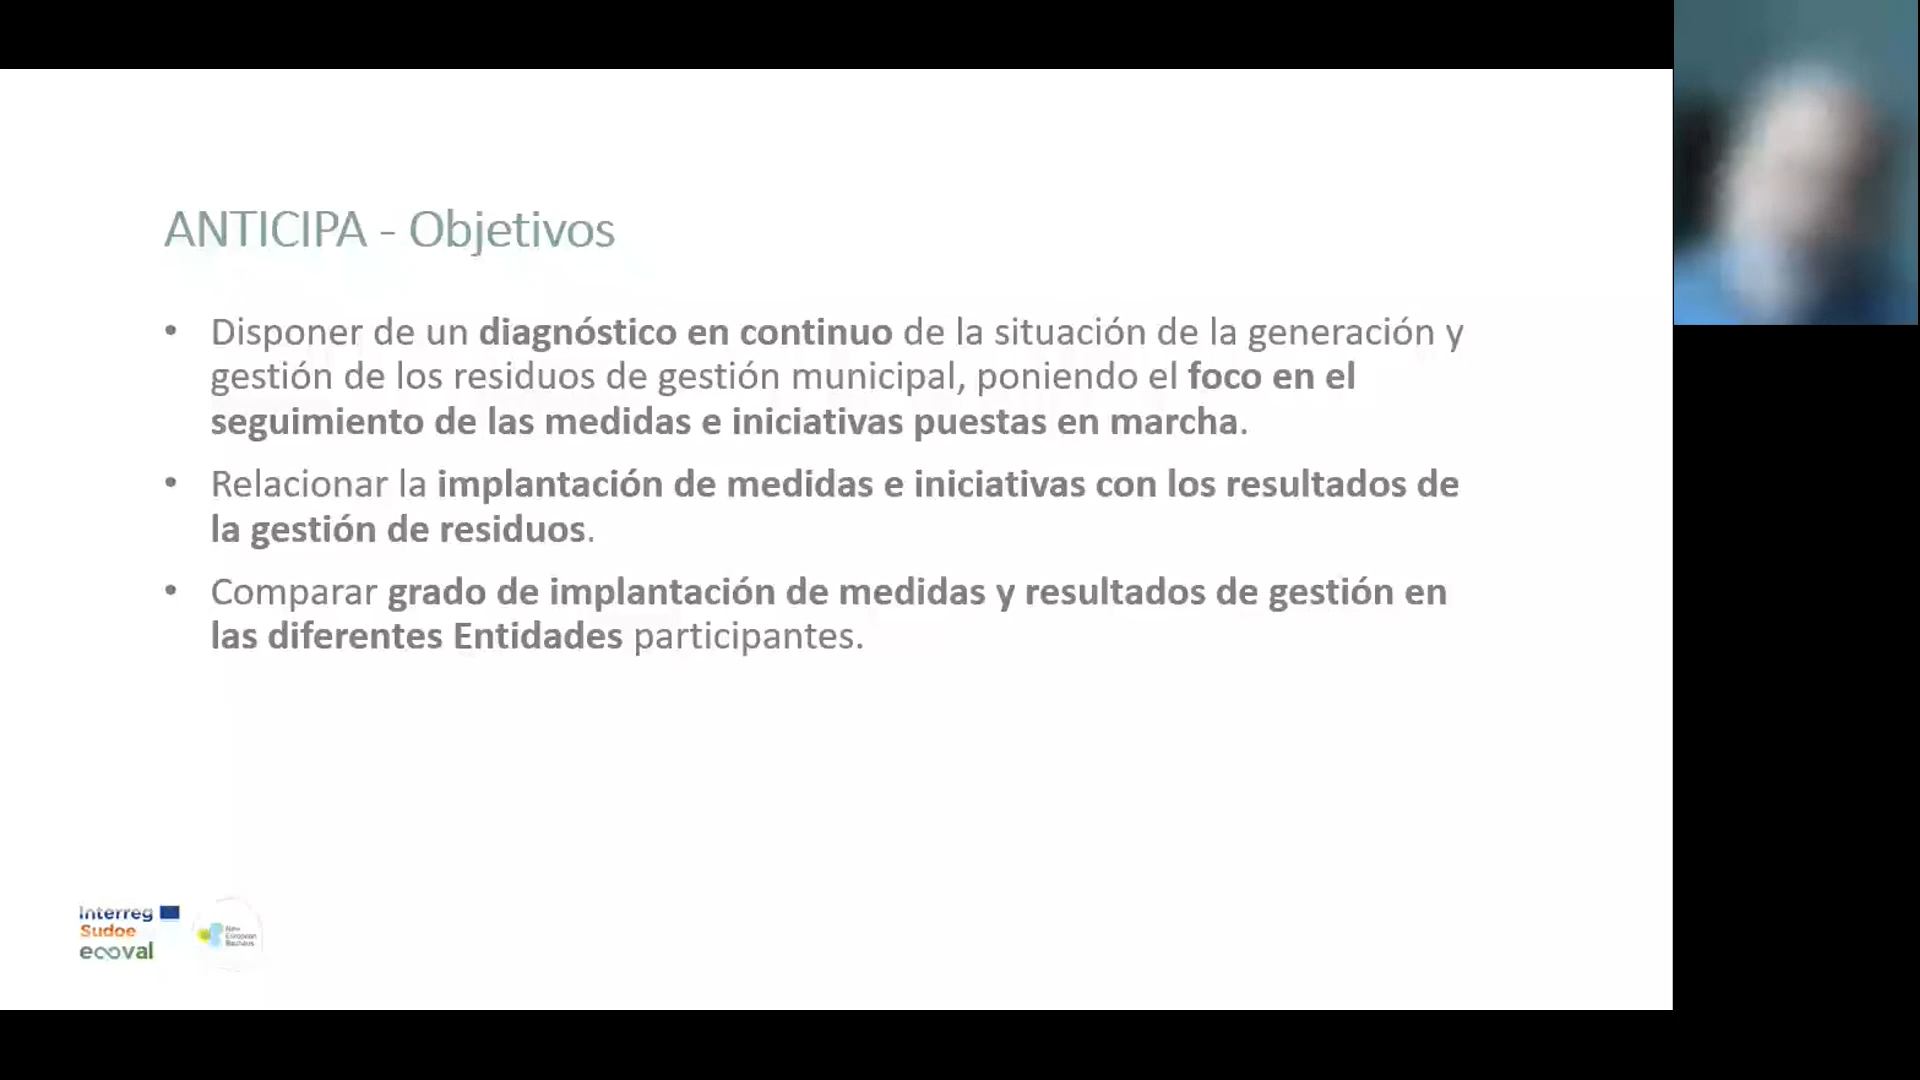 ANTICIPA - Objetivos
• Disponer de un diagnóstico en continuo de la situación de la generación y
gestión de los residuos de gestión municipal, poniendo el foco en el
seguimiento de las medidas e iniciativas puestas en marcha.
• Relacionar la implantación de medidas e iniciativas con los resultados de
la gestión de residuos.
• Comparar grado de implantación de medidas y resultados de gestión en
las diferentes Entidades participantes.
Interreg
Sudoe
ecoval
New
European
Bauhaus